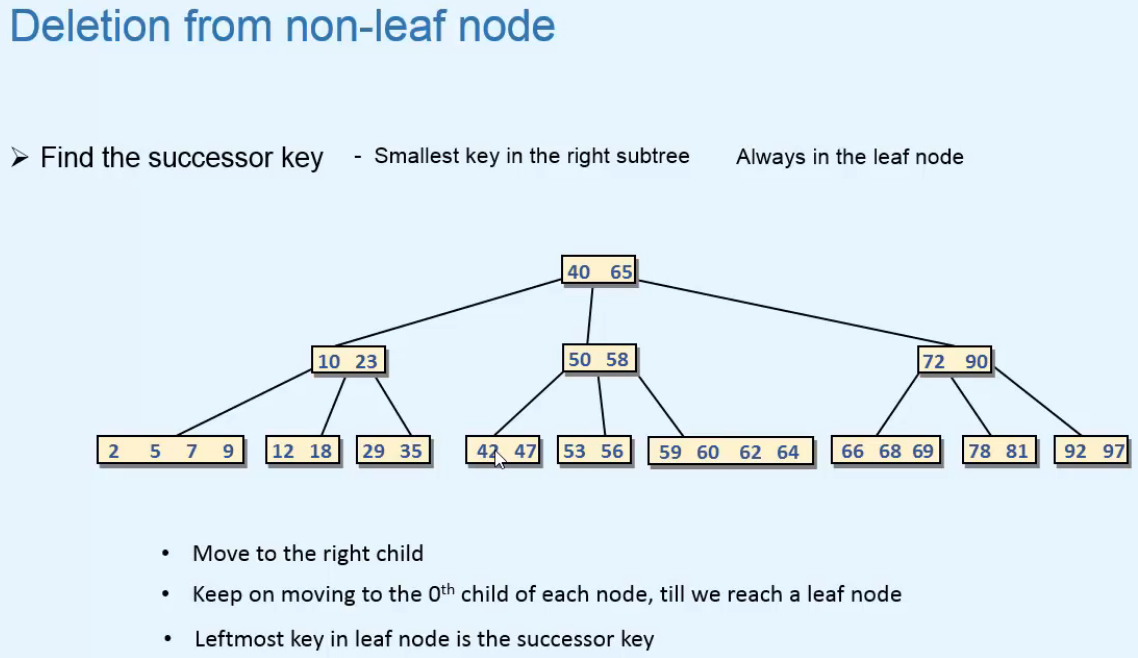 Deletion from non-leaf node
➢ Find the successor key - Smallest key in the right subtree Always in the leaf node
40 65
10 23 50 58 72 90
2 5 7 9 12 18 29 35 42 47 53 56 59 60 62 64 66 68 69 78 81 92 97
• Move to the right child
• Keep on moving to the 0th child of each node, till we reach a leaf node
• Leftmost key in leaf node is the successor key